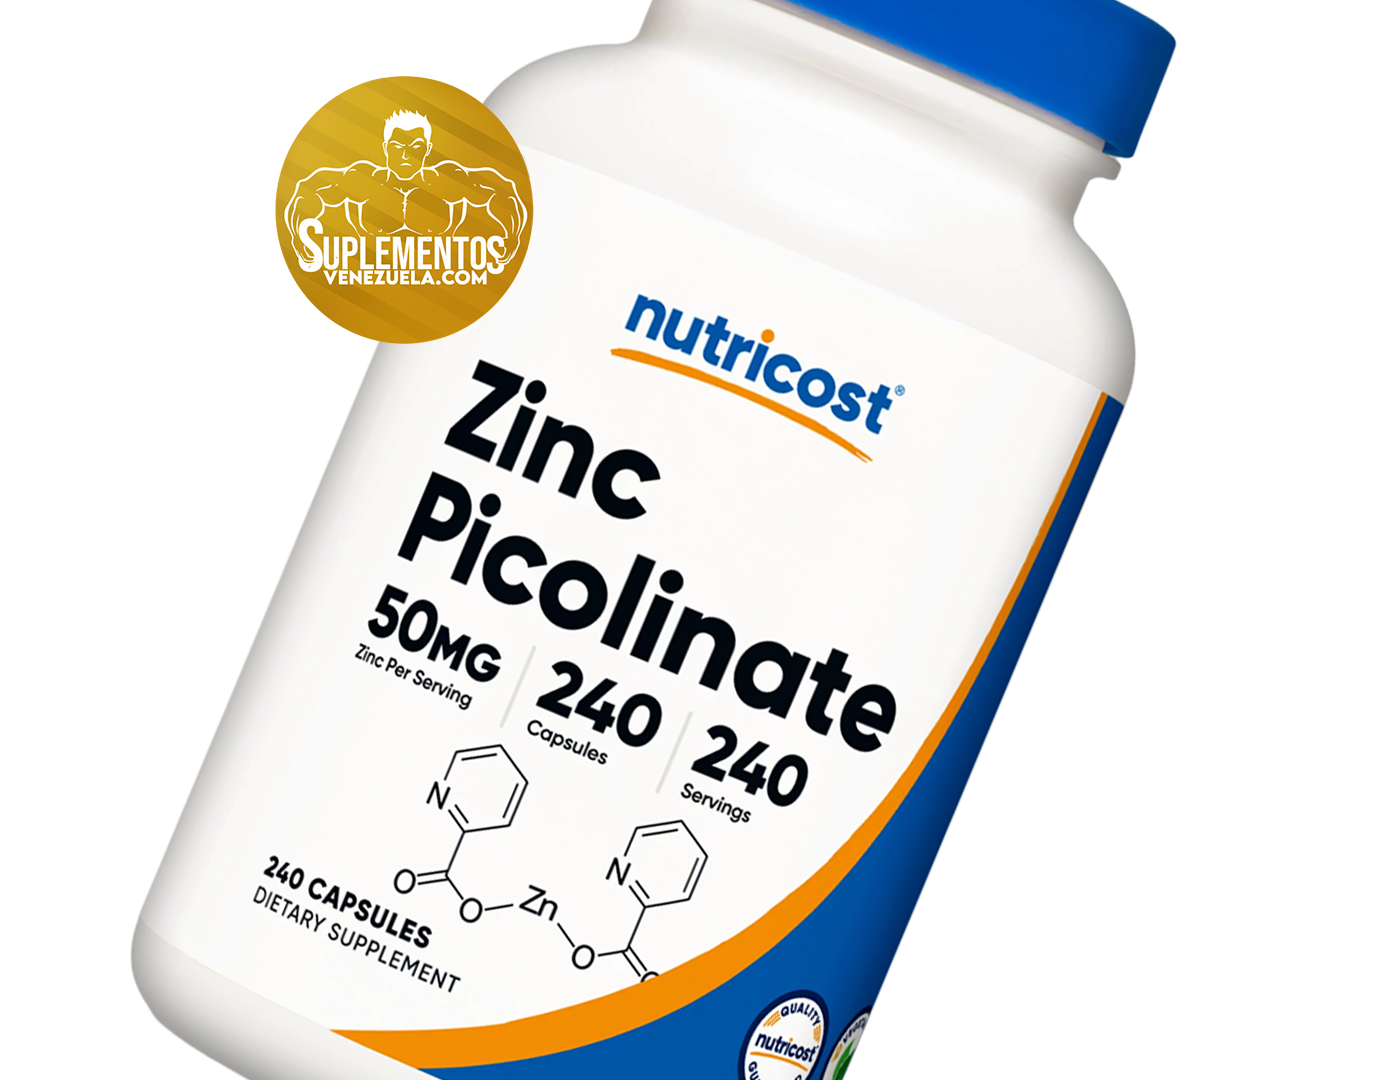 SUPLEMENTOS
VENEZUELA.COM
nutricost®
Zinc
Picolinate
50MG
Zinc Per Serving
240
Capsules
240
Servings
N
O
O
Zn
N
O
240 CAPSULES
DIETARY SUPPLEMENT
QUALITY
nutricost